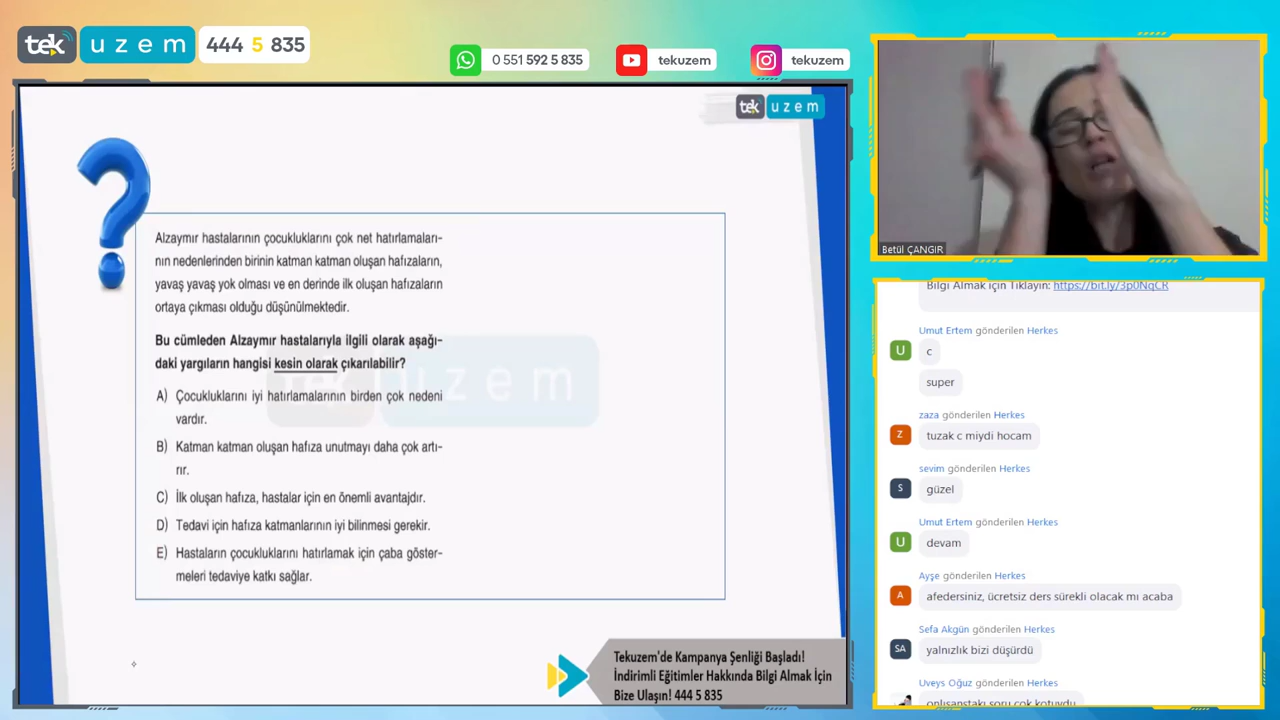 tek uzem 444 5 835
0 551 592 5 835
tekuzem
tekuzem
tek uzem
Alzaymır hastalarının çocukluklarını çok net hatırlamaları-
nın nedenlerinden birinin katman katman oluşan hafızaların,
yavaş yavaş yok olması ve en derinde ilk oluşan hafızaların
ortaya çıkması olduğu düşünülmektedir.
Bu cümleden Alzaymır hastalarıyla ilgili olarak aşağı-
daki yargıların hangisi kesin olarak çıkarılabilir?
A) Çocukluklarını iyi hatırlamalarının birden çok nedeni
vardır.
B) Katman katman oluşan hafıza unutmayı daha çok artı-
rır.
C) İlk oluşan hafıza, hastalar için en önemli avantajdır.
D) Tedavi için hafıza katmanlarının iyi bilinmesi gerekir.
E) Hastaların çocukluklarını hatırlamak için çaba göster-
meleri tedaviye katkı sağlar.
tek uzem
Tekuzem'de Kampanya Şenliği Başladı!
İndirimli Eğitimler Hakkında Bilgi Almak İçin
Bize Ulaşın! 444 5 835
Betül ÇANGIR
Bilgi Almak için Tıklayın: https://bit.ly/3p0NqCR
Umut Ertem gönderilen Herkes
U c
super
zaza gönderilen Herkes
Z tuzak c miydi hocam
sevim gönderilen Herkes
S güzel
Umut Ertem gönderilen Herkes
U devam
Ayşe gönderilen Herkes
A afedersiniz, ücretsiz ders sürekli olacak mı acaba
Sefa Akgün gönderilen Herkes
SA yalnızlık bizi düşürdü
Uveys Oğuz gönderilen Herkes
onlısanstakı soru çok kotuydu